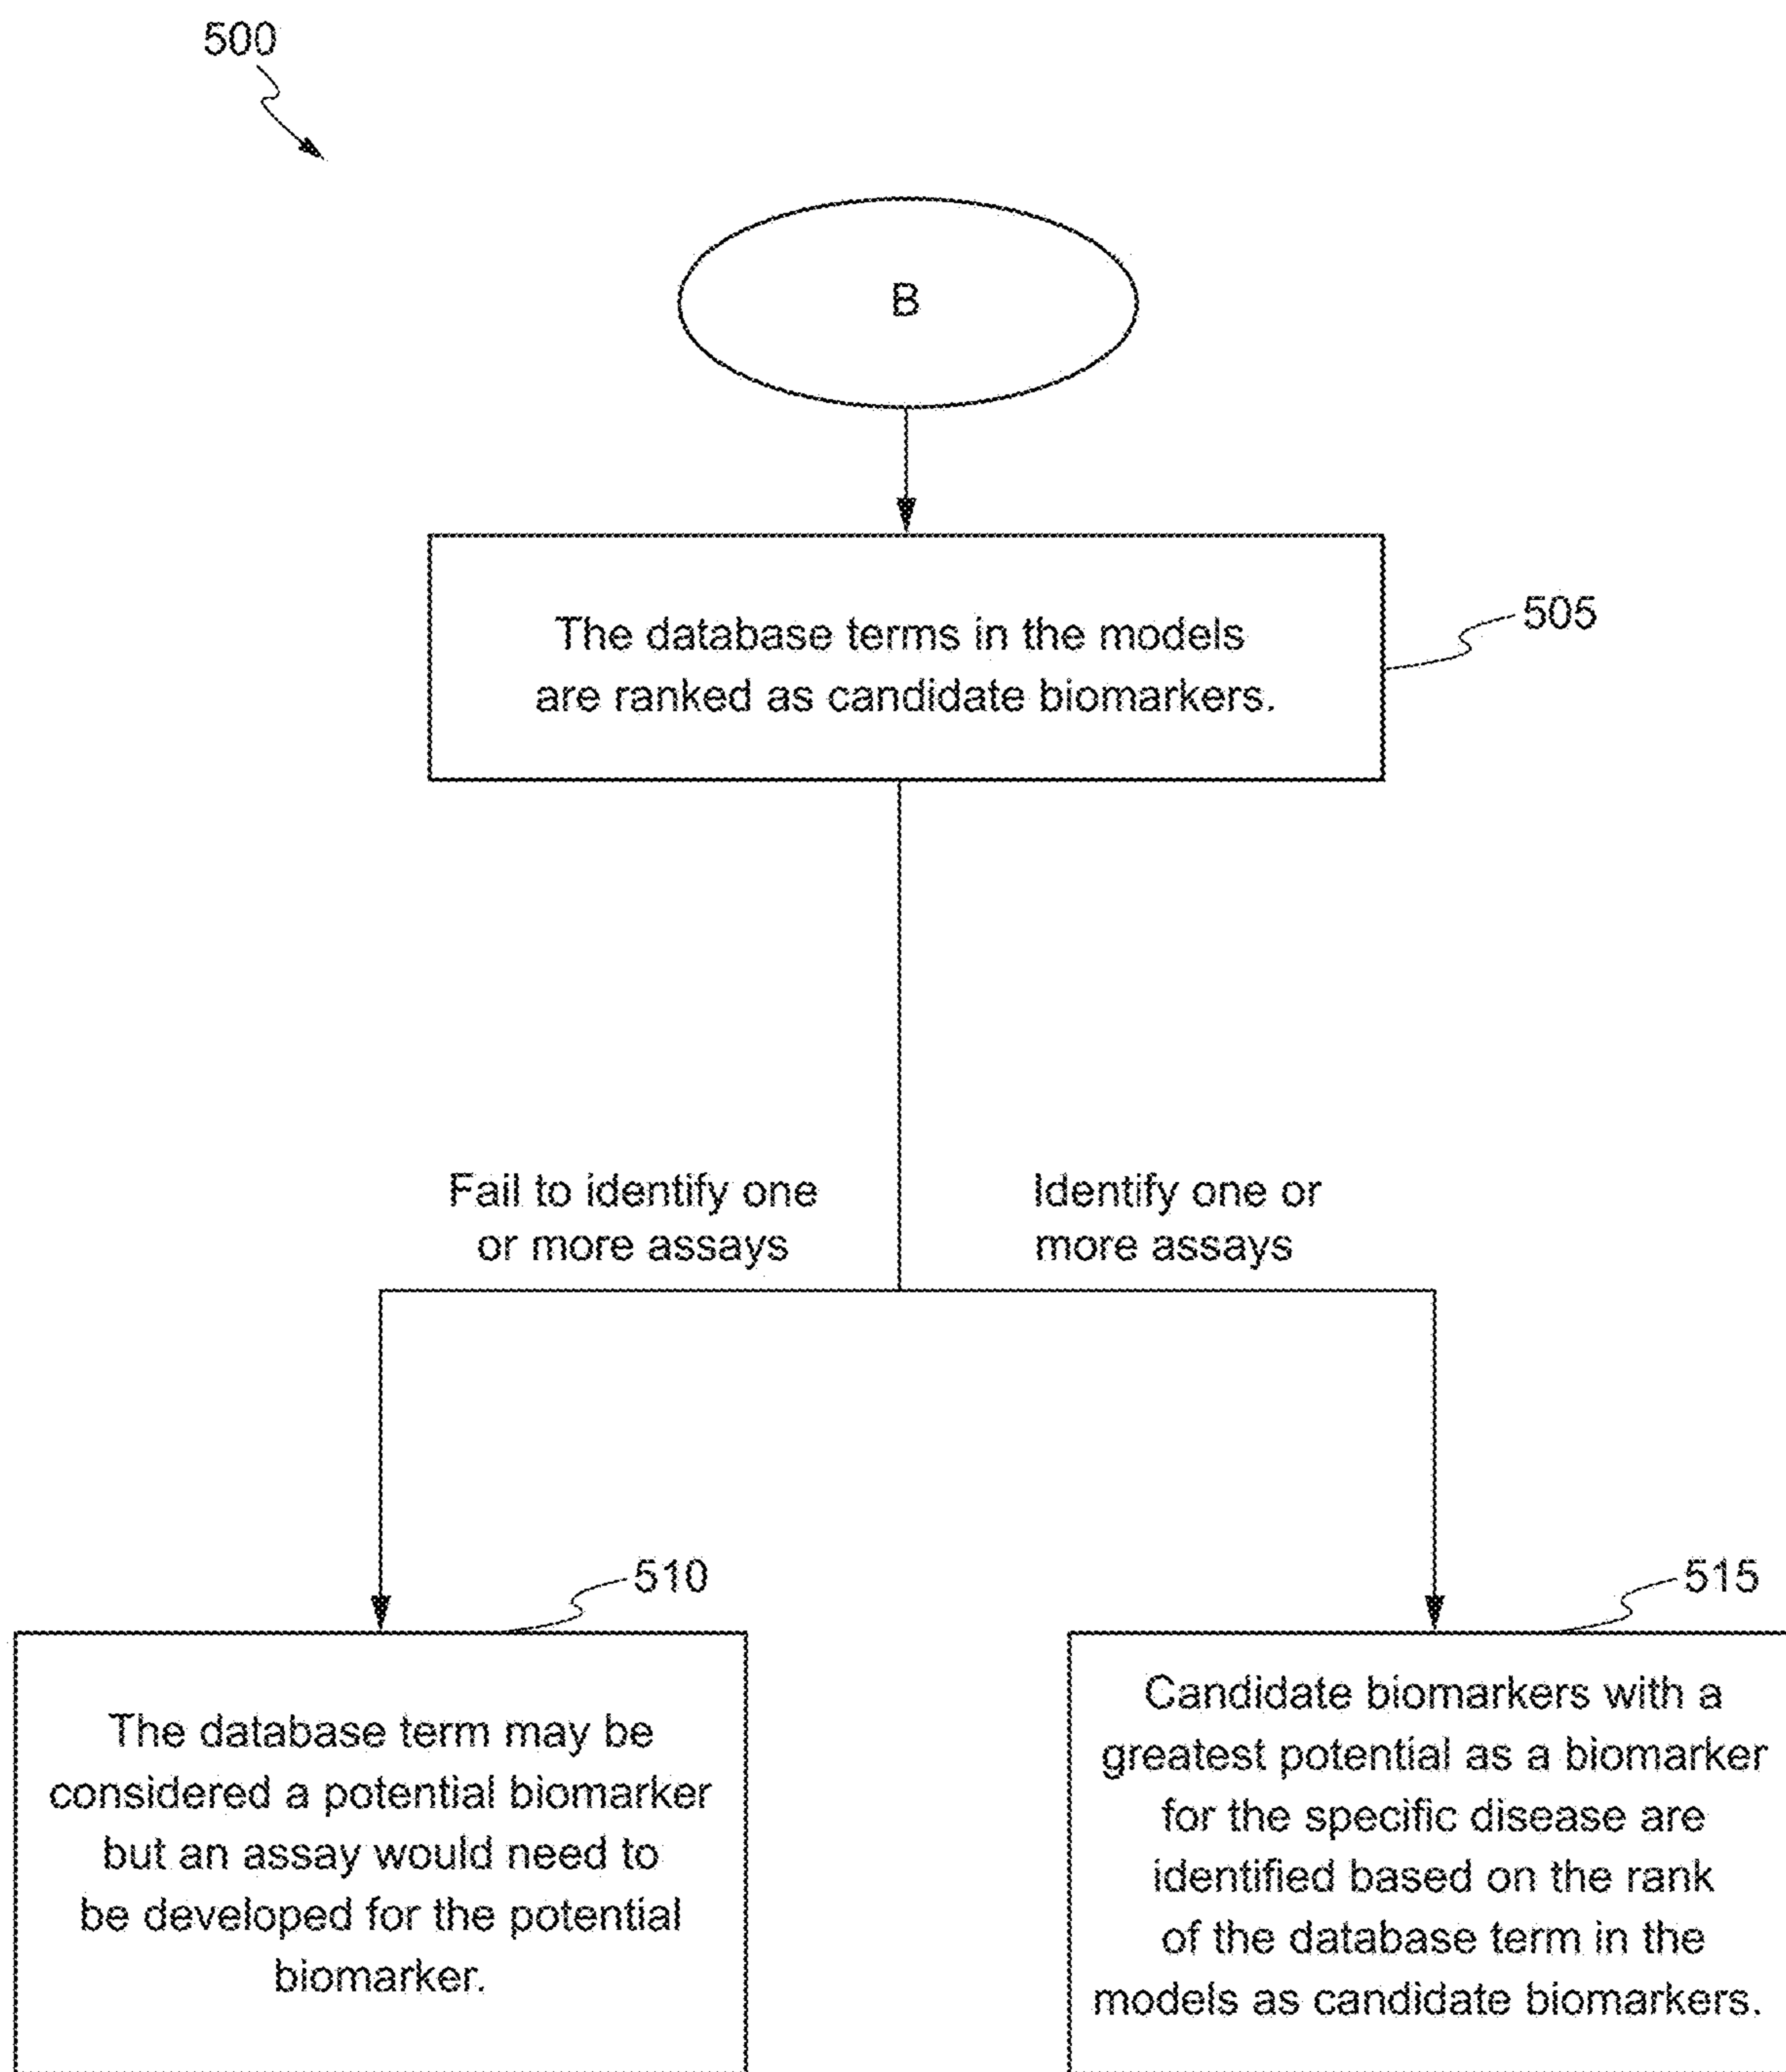 500
B
The database terms in the models
are ranked as candidate biomarkers.
505
Fail to identify one
or more assays
Identify one or
more assays
510
The database term may be
considered a potential biomarker
but an assay would need to
be developed for the potential
biomarker.
515
Candidate biomarkers with a
greatest potential as a biomarker
for the specific disease are
identified based on the rank
of the database term in the
models as candidate biomarkers.